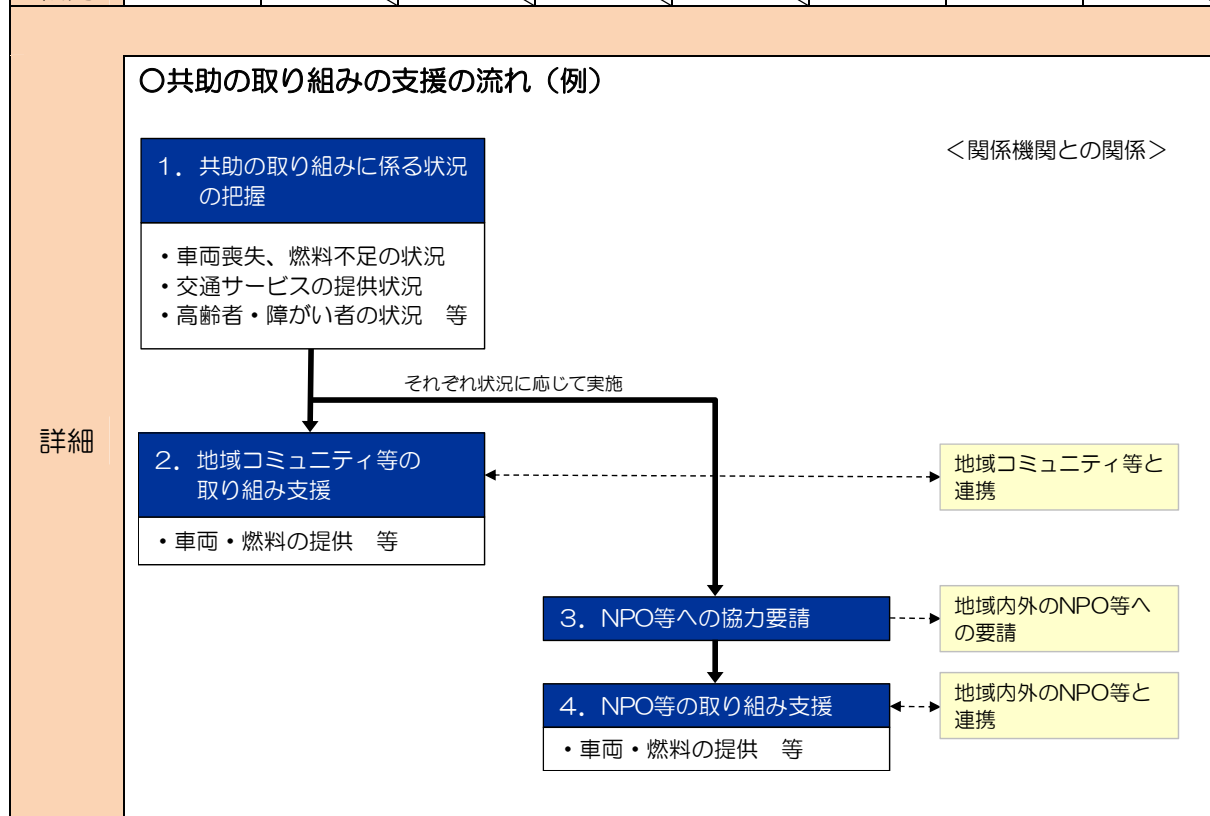 〇共助の取り組みの支援の流れ（例）
＜関係機関との関係＞
1．共助の取り組みに係る状況
の把握
・車両喪失、燃料不足の状況
・交通サービスの提供状況
・高齢者・障がい者の状況　等
それぞれ状況に応じて実施
詳細
2．地域コミュニティ等の
取り組み支援
・車両・燃料の提供　等
地域コミュニティ等と
連携
3．NPO等への協力要請
地域内外のNPO等へ
の要請
4．NPO等の取り組み支援
・車両・燃料の提供　等
地域内外のNPO等と
連携